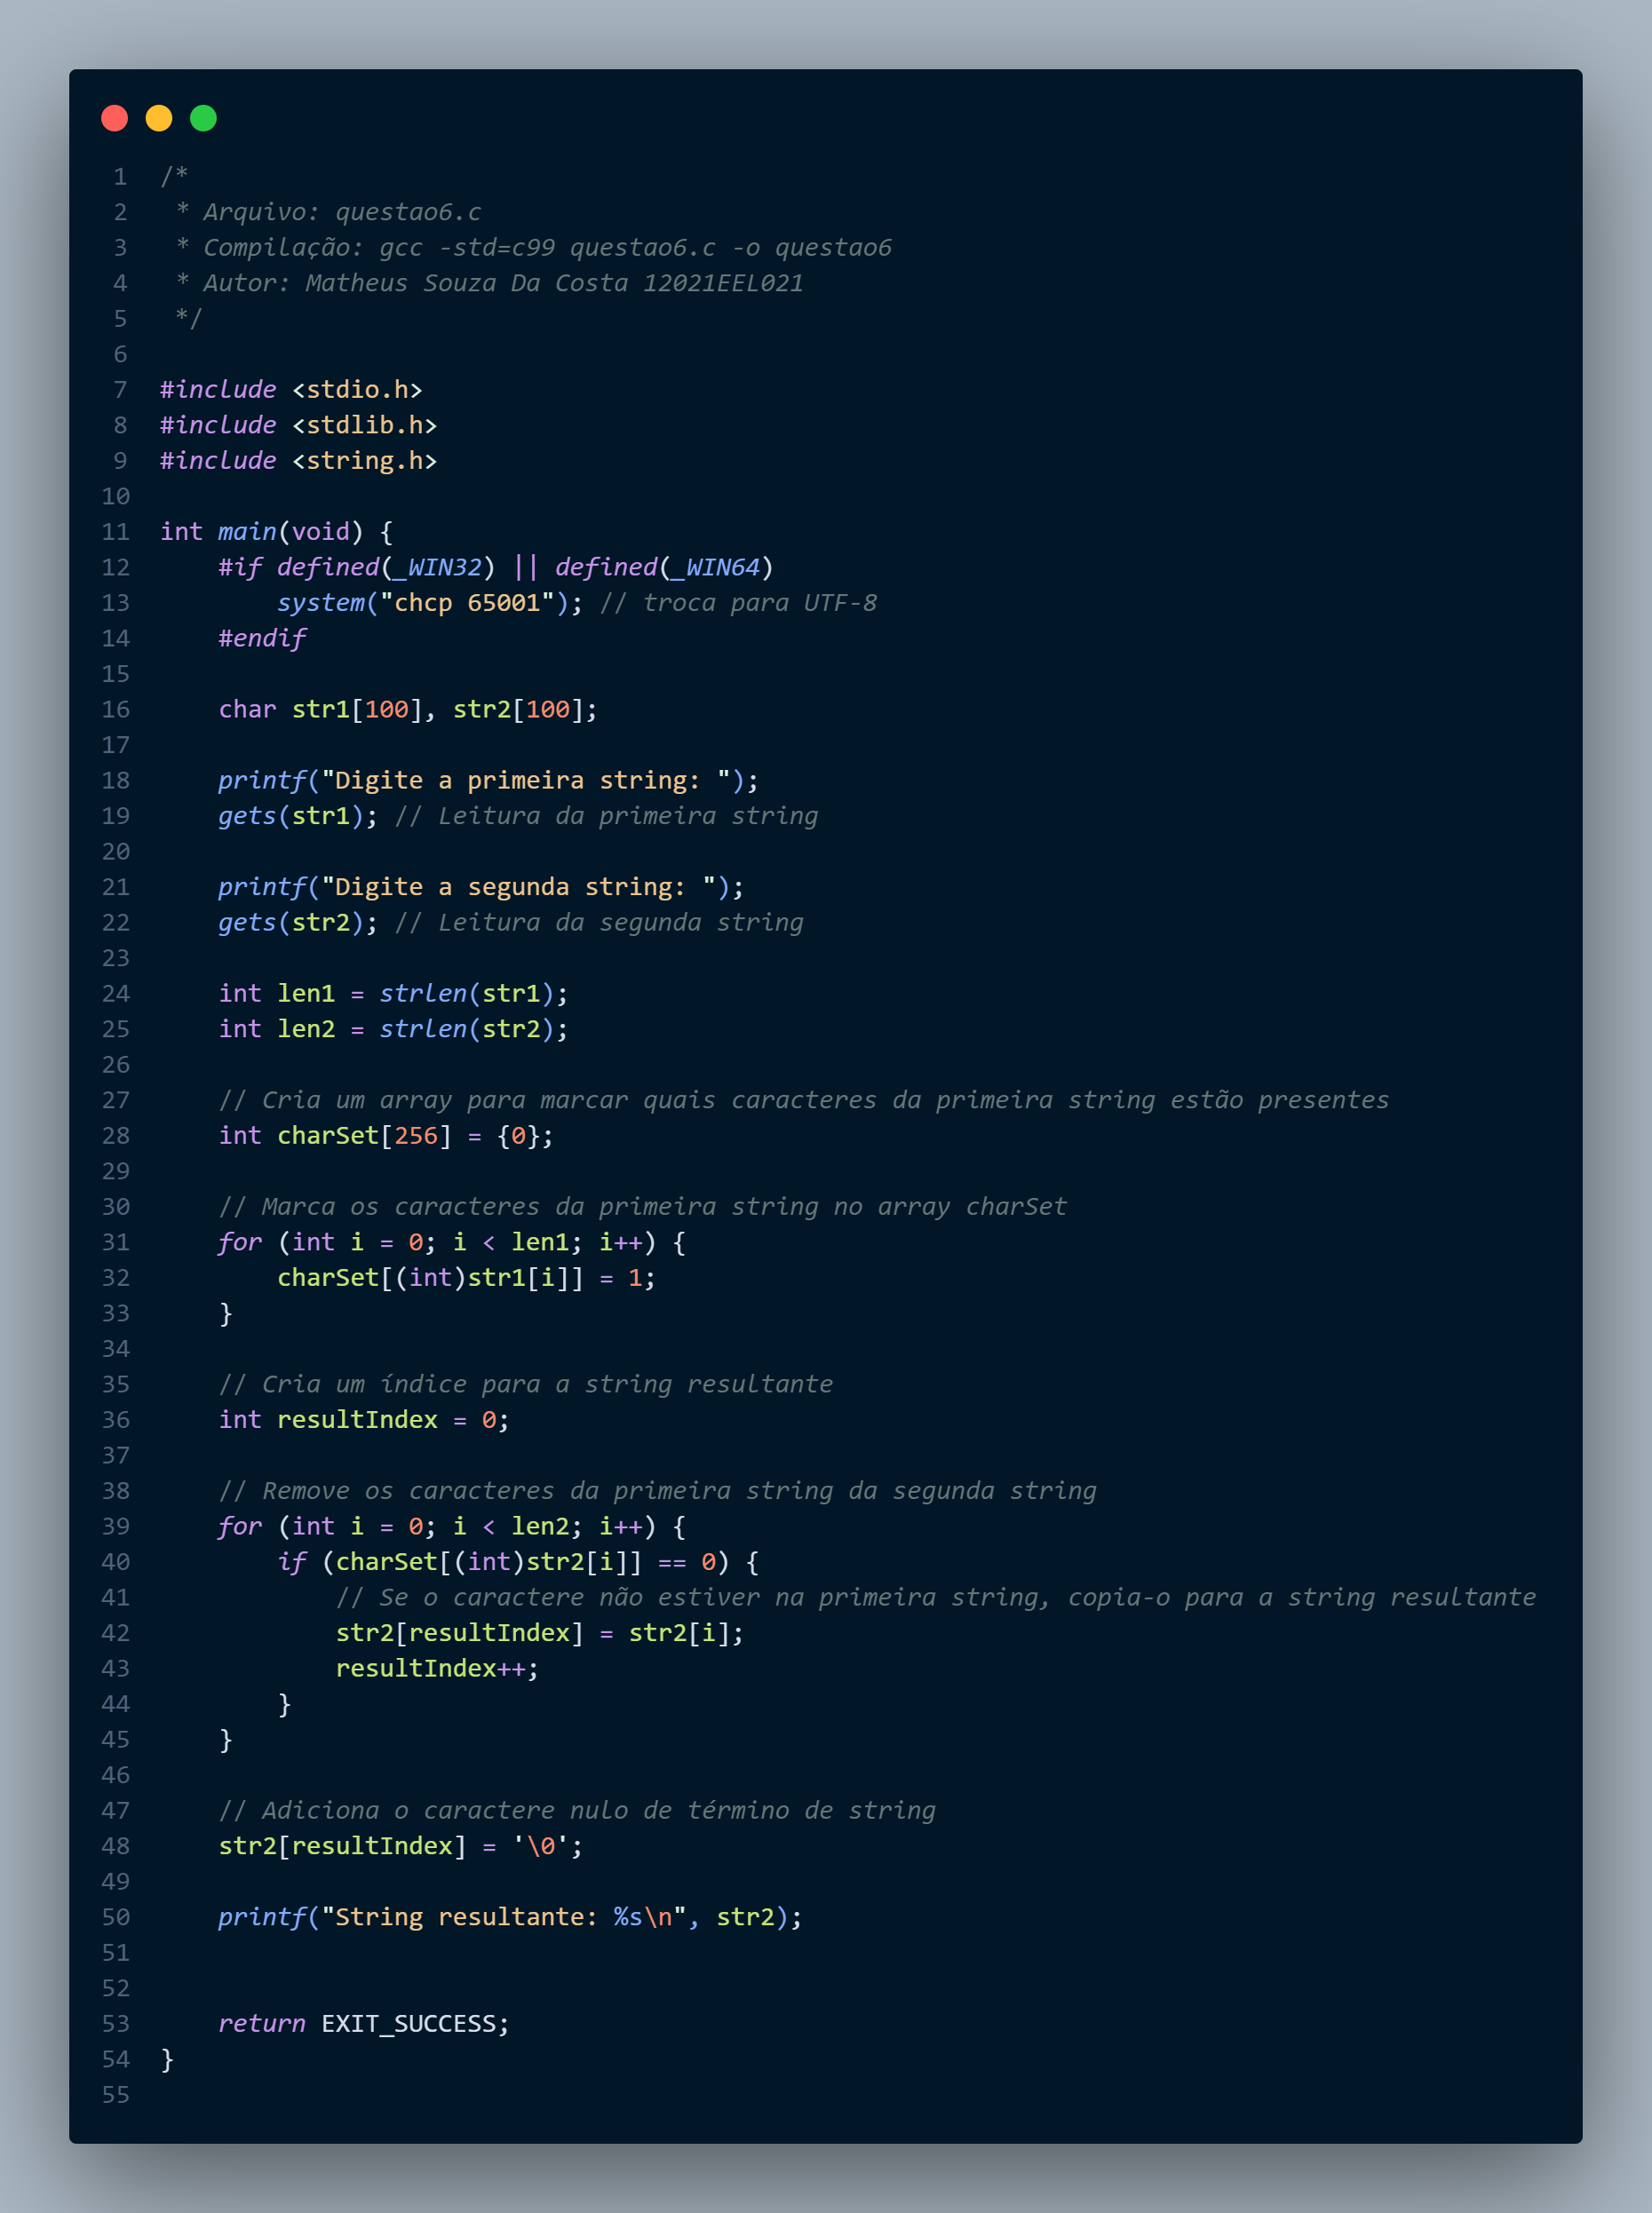 1 /*
2  * Arquivo: questao6.c
3  * Compilação: gcc -std=c99 questao6.c -o questao6
4  * Autor: Matheus Souza Da Costa 12021EEL021
5  */
6
7 #include <stdio.h>
8 #include <stdlib.h>
9 #include <string.h>
10
11 int main(void) {
12     #if defined(_WIN32) || defined(_WIN64)
13         system("chcp 65001"); // troca para UTF-8
14     #endif
15
16     char str1[100], str2[100];
17
18     printf("Digite a primeira string: ");
19     gets(str1); // Leitura da primeira string
20
21     printf("Digite a segunda string: ");
22     gets(str2); // Leitura da segunda string
23
24     int len1 = strlen(str1);
25     int len2 = strlen(str2);
26
27     // Cria um array para marcar quais caracteres da primeira string estão presentes
28     int charSet[256] = {0};
29
30     // Marca os caracteres da primeira string no array charSet
31     for (int i = 0; i < len1; i++) {
32         charSet[(int)str1[i]] = 1;
33     }
34
35     // Cria um índice para a string resultante
36     int resultIndex = 0;
37
38     // Remove os caracteres da primeira string da segunda string
39     for (int i = 0; i < len2; i++) {
40         if (charSet[(int)str2[i]] == 0) {
41             // Se o caractere não estiver na primeira string, copia-o para a string resultante
42             str2[resultIndex] = str2[i];
43             resultIndex++;
44         }
45     }
46
47     // Adiciona o caractere nulo de término de string
48     str2[resultIndex] = '\0';
49
50     printf("String resultante: %s\n", str2);
51
52
53     return EXIT_SUCCESS;
54 }
55